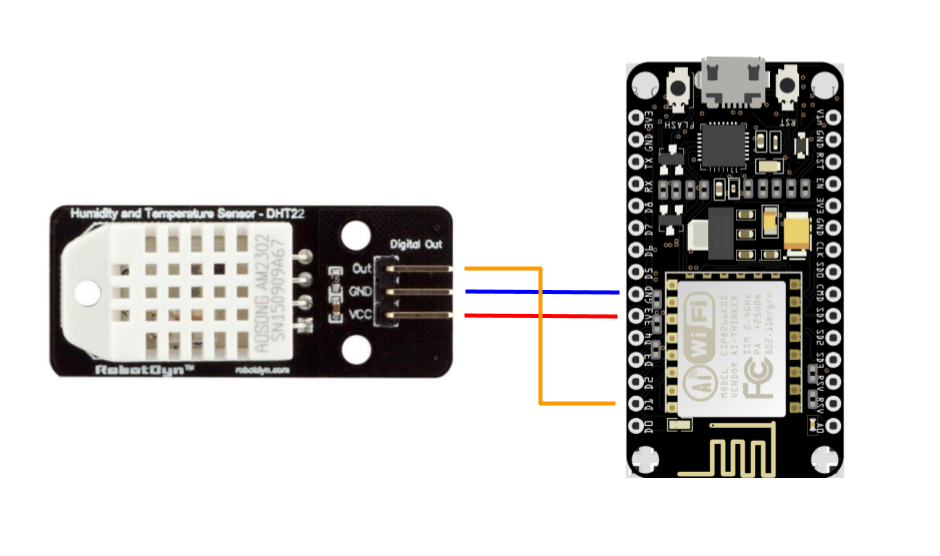 Humidity and Temperature Sensor - DHT22
Digital Out
Out
GND
VCC
AOSONG AM2302
SN150909A67
RobotDyn™
robotdyn.com
FLASH
RST
3V3
GND
TX
RX
D8
D7
D6
D5
GND
3V3
D4
D3
D2
D1
D0
Vin
GND
RST
EN
3V3
GND
CLK
SD0
CMD
SD1
SD2
SD3
RSV
RSV
A0
Ai WiFi
MODEL ESP8266MOD
VENDOR AI-THINKER
FC
ISM 2.4GHz
PA +25dBm
802.11b/g/n